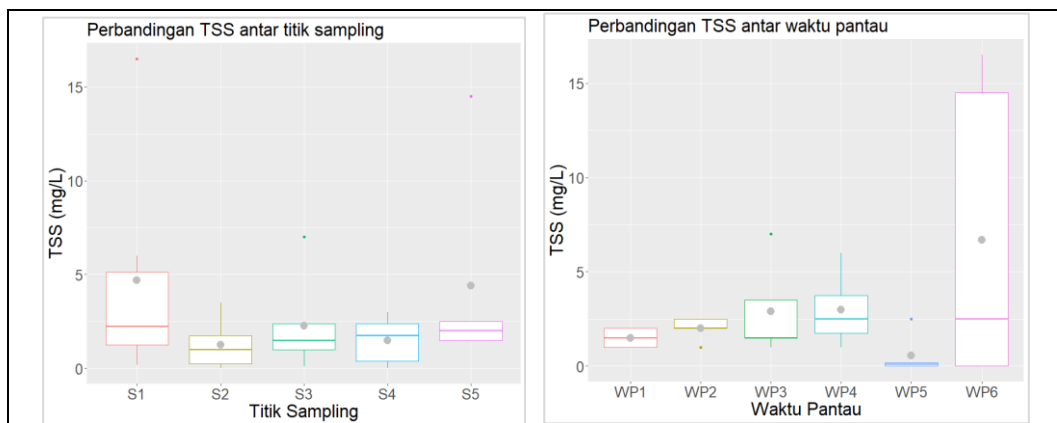 Perbandingan TSS antar titik sampling
TSS (mg/L)
15
10
5
0
S1 S2 S3 S4 S5
Titik Sampling
Perbandingan TSS antar waktu pantau
TSS (mg/L)
15
10
5
0
WP1 WP2 WP3 WP4 WP5 WP6
Waktu Pantau